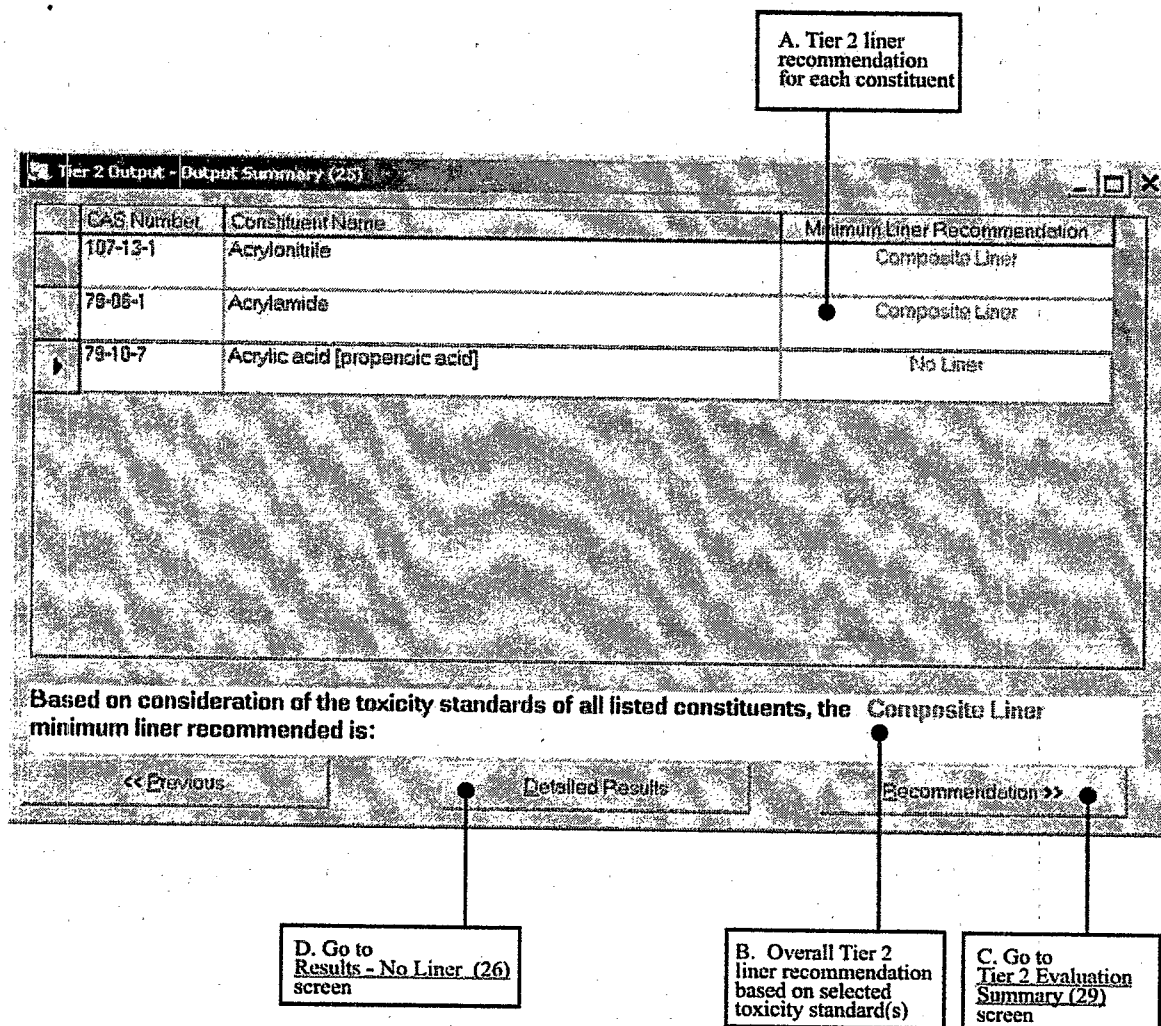 A. Tier 2 liner
recommendation
for each constituent
Tier 2 Output - Output Summary (25)
CAS Number Constituent Name Minimum Liner Recommendation
107-13-1 Acrylonitrile Composite Liner
79-06-1 Acrylamide Composite Liner
79-10-7 Acrylic acid [propenoic acid] No Liner
Based on consideration of the toxicity standards of all listed constituents, the Composite Liner
minimum liner recommended is:
<< Previous Detailed Results Recommendation >>
D. Go to
Results - No Liner (26)
screen
B. Overall Tier 2
liner recommendation
based on selected
toxicity standard(s)
C. Go to
Tier 2 Evaluation
Summary (29)
screen